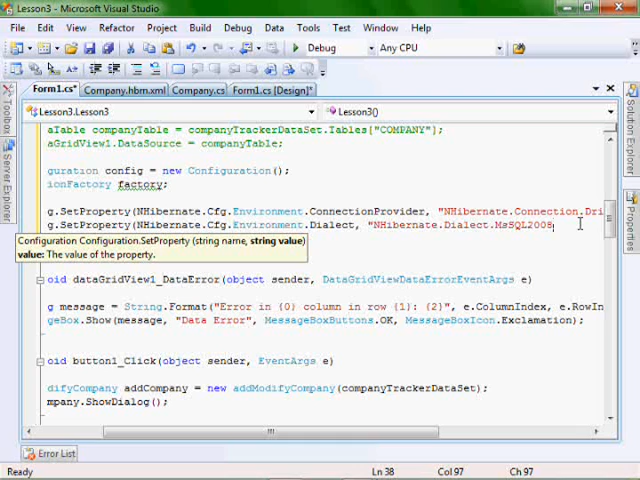 Lesson3 - Microsoft Visual Studio
File Edit View Refactor Project Build Debug Data Tools Test Window Help
Debug Any CPU
Form1.cs* Company.hbm.xml Company.cs Form1.cs [Design]*
Lesson3.Lesson3 Lesson3()
aTable companyTable = companyTrackerDataSet.Tables["COMPANY"];
aGridView1.DataSource = companyTable;
guration config = new Configuration();
ionFactory factory;
g.SetProperty(NHibernate.Cfg.Environment.ConnectionProvider, "NHibernate.Connection.Dri
g.SetProperty(NHibernate.Cfg.Environment.Dialect, "NHibernate.Dialect.MsSQL2008
Configuration Configuration.SetProperty (string name, string value)
value: The value of the property.
oid dataGridView1_DataError(object sender, DataGridViewDataErrorEventArgs e)
g message = String.Format("Error in {0} column in row {1}: {2}", e.ColumnIndex, e.RowIn
geBox.Show(message, "Data Error", MessageBoxButtons.OK, MessageBoxIcon.Exclamation);
oid button1_Click(object sender, EventArgs e)
difyCompany addCompany = new addModifyCompany(companyTrackerDataSet);
mpany.ShowDialog();
Toolbox
Server Explorer
Solution Explorer
Properties
Error List
Ready Ln 38 Col 97 Ch 97